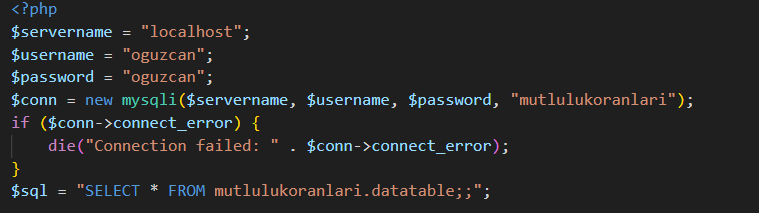 <?php
$servername = "localhost";
$username = "oguzcan";
$password = "oguzcan";
$conn = new mysqli($servername, $username, $password, "mutlulukoranlari");
if ($conn->connect_error) {
    die("Connection failed: " . $conn->connect_error);
}
$sql = "SELECT * FROM mutlulukoranlari.datatable;;";